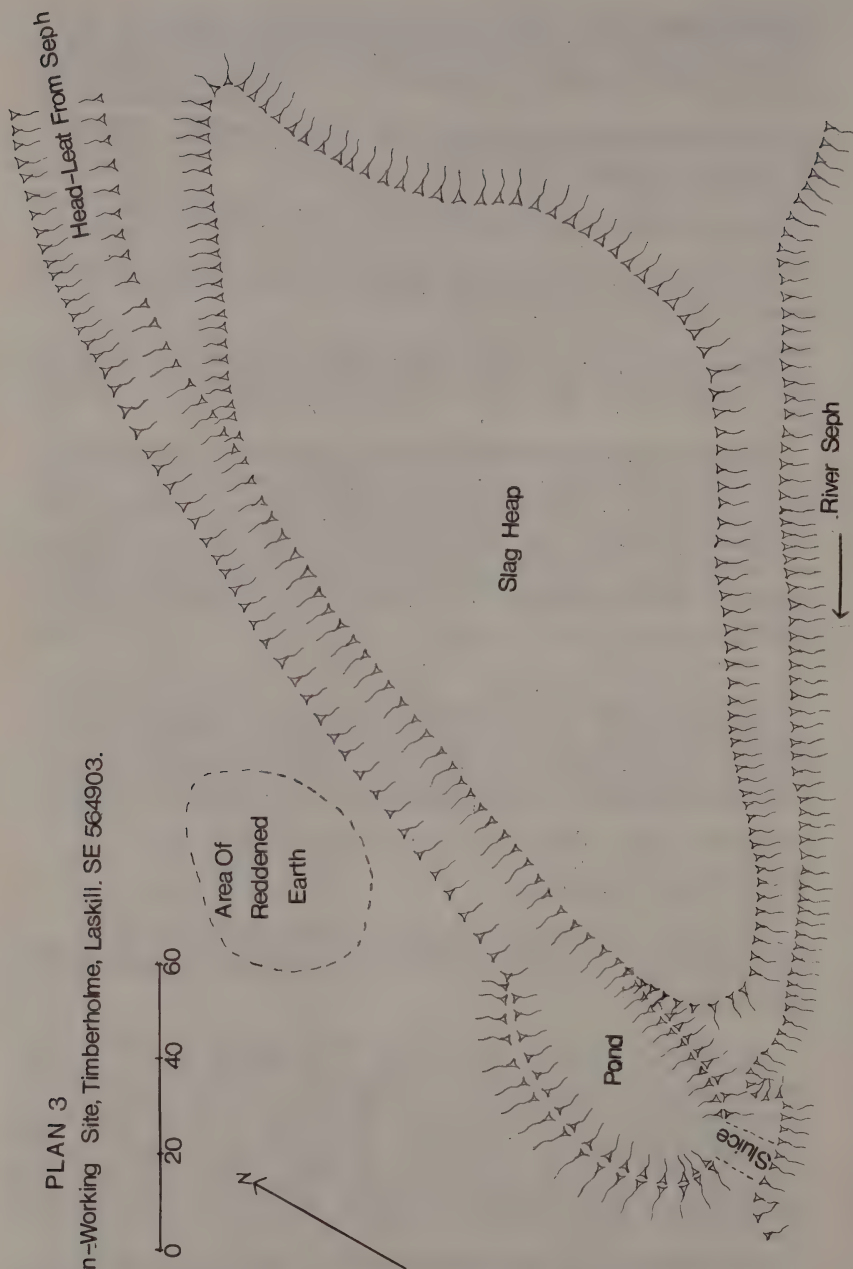 PLAN 3
n-Working Site, Timberholme, Laskill. SE 564903.
0 20 40 60
N
Head-Leat From Seph
Area Of
Reddened
Earth
Slag Heap
Pond
Sluice
River Seph